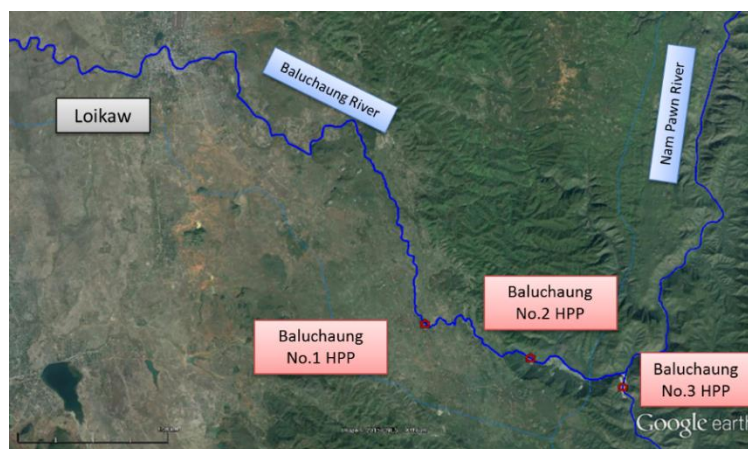 Baluchaung River
Nam Pawn River
Loikaw
Baluchaung
No.2 HPP
Baluchaung
No.1 HPP
Baluchaung
No.3 HPP
Google earth